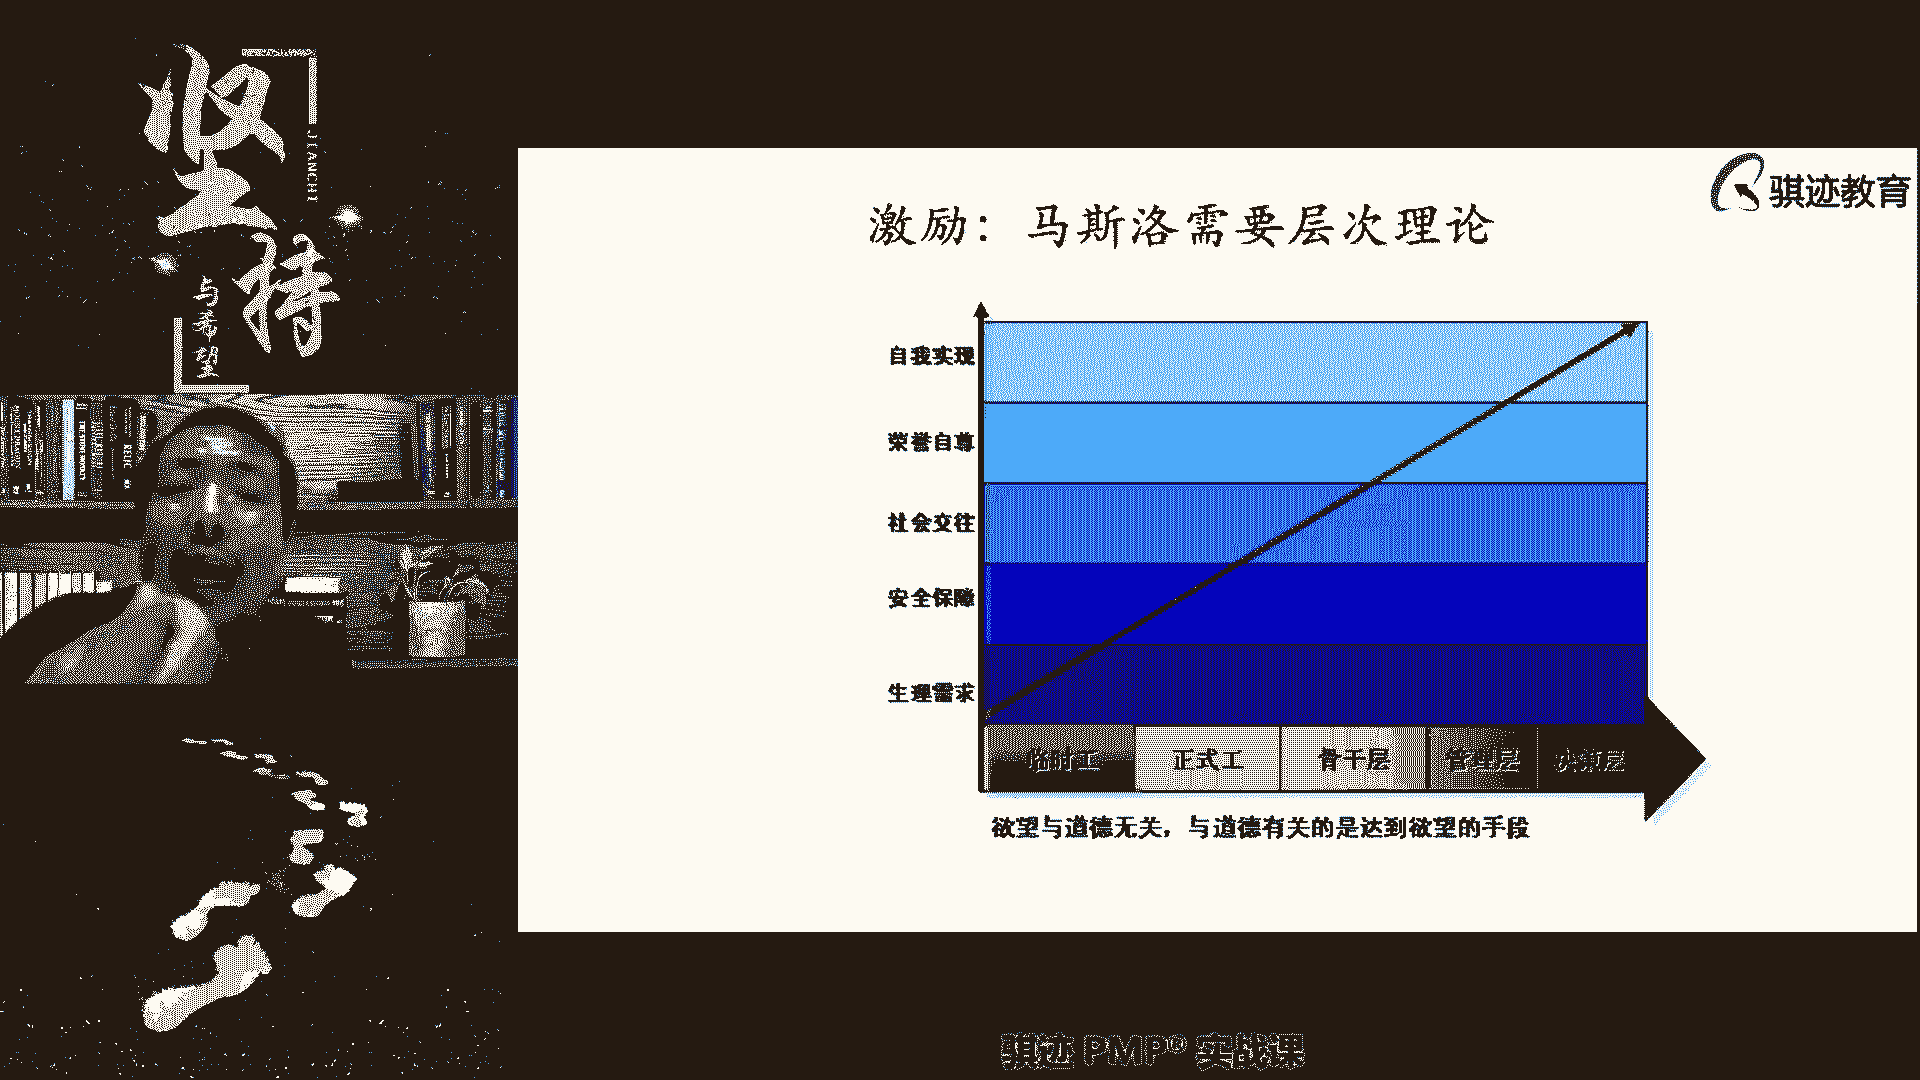 坚持
JIANCHI
与希望
骐迹教育
激励：马斯洛需要层次理论
自我实现
荣誉自尊
社会交往
安全保障
生理需求
临时工 正式工 骨干层 管理层 决策层
欲望与道德无关，与道德有关的是达到欲望的手段
骐迹 PMP® 实战课